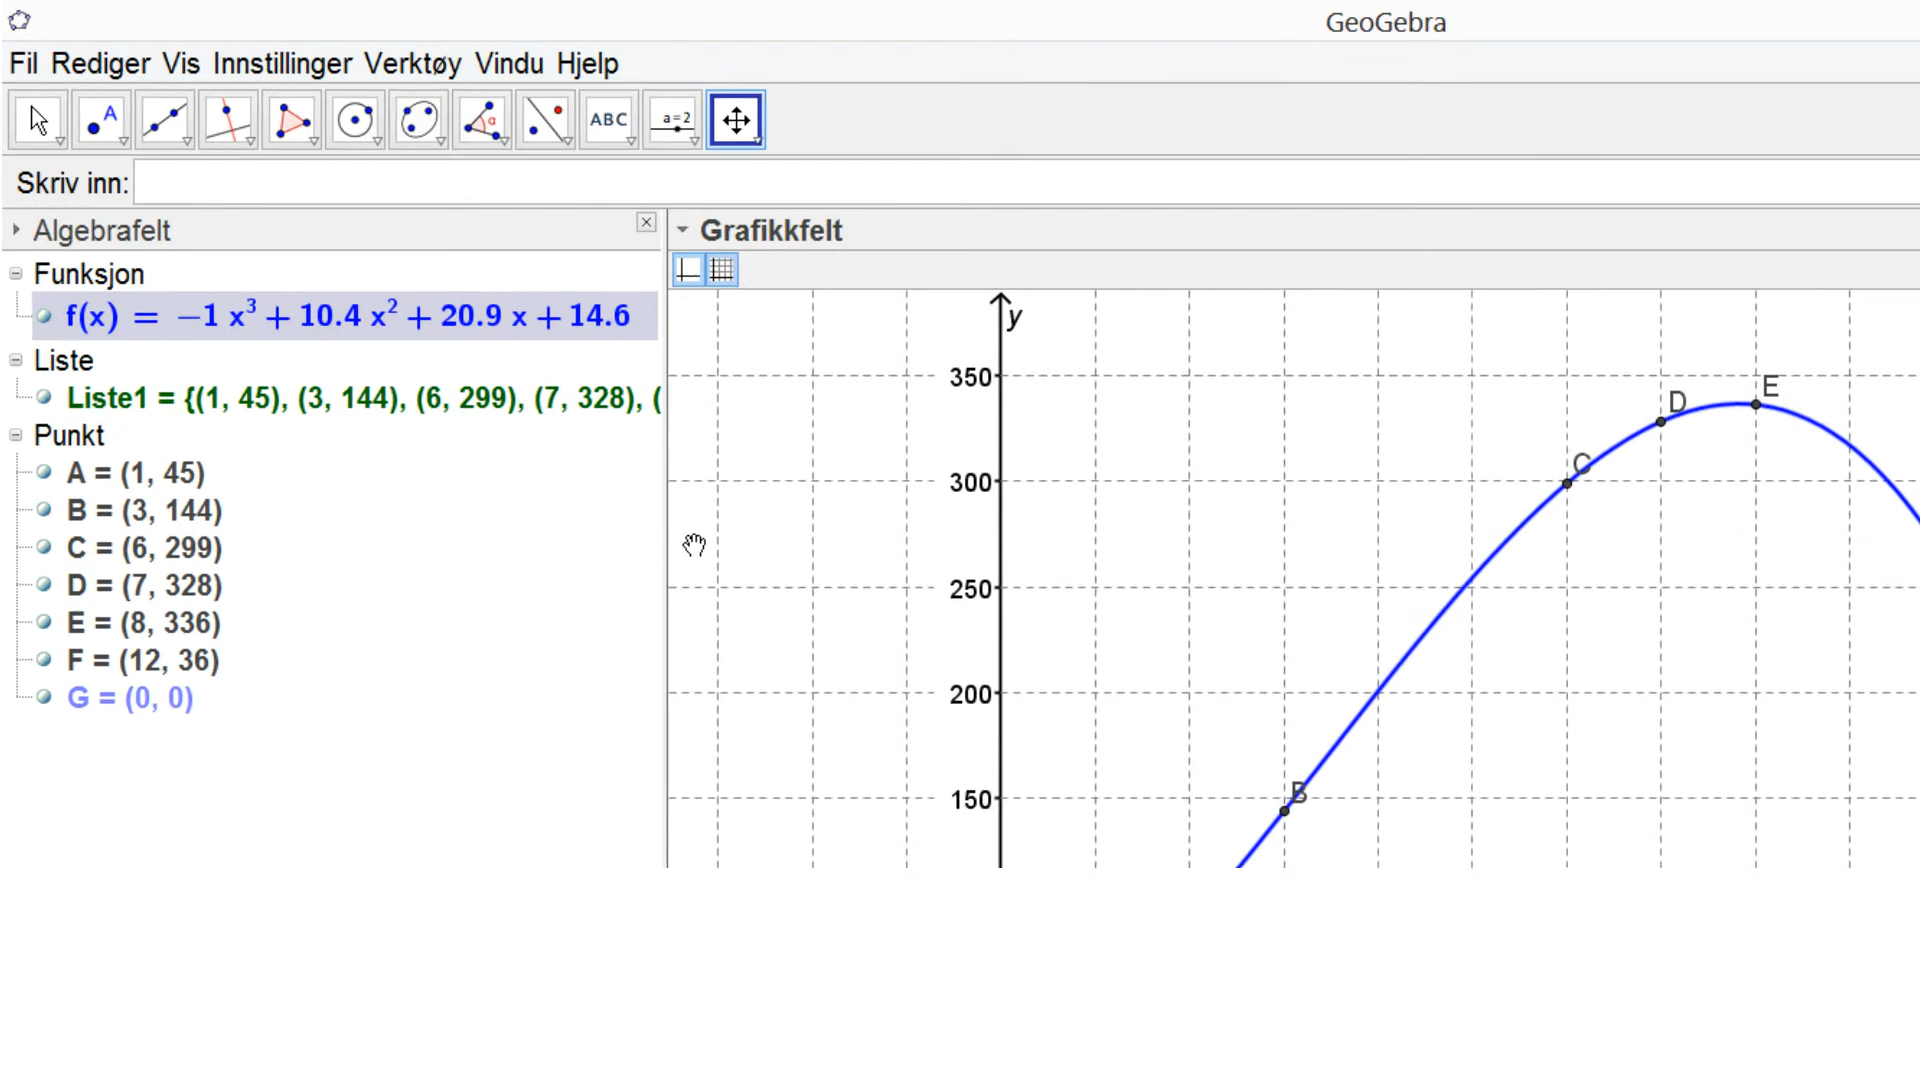 GeoGebra
Fil Rediger Vis Innstillinger Verktøy Vindu Hjelp
A
α
ABC
a=2
Skriv inn:
Algebrafelt
Grafikkfelt
Funksjon
f(x) = −1 x³ + 10.4 x² + 20.9 x + 14.6
Liste
Liste1 = {(1, 45), (3, 144), (6, 299), (7, 328), (
Punkt
A = (1, 45)
B = (3, 144)
C = (6, 299)
D = (7, 328)
E = (8, 336)
F = (12, 36)
G = (0, 0)
y
350
300
250
200
150
B
C
D
E